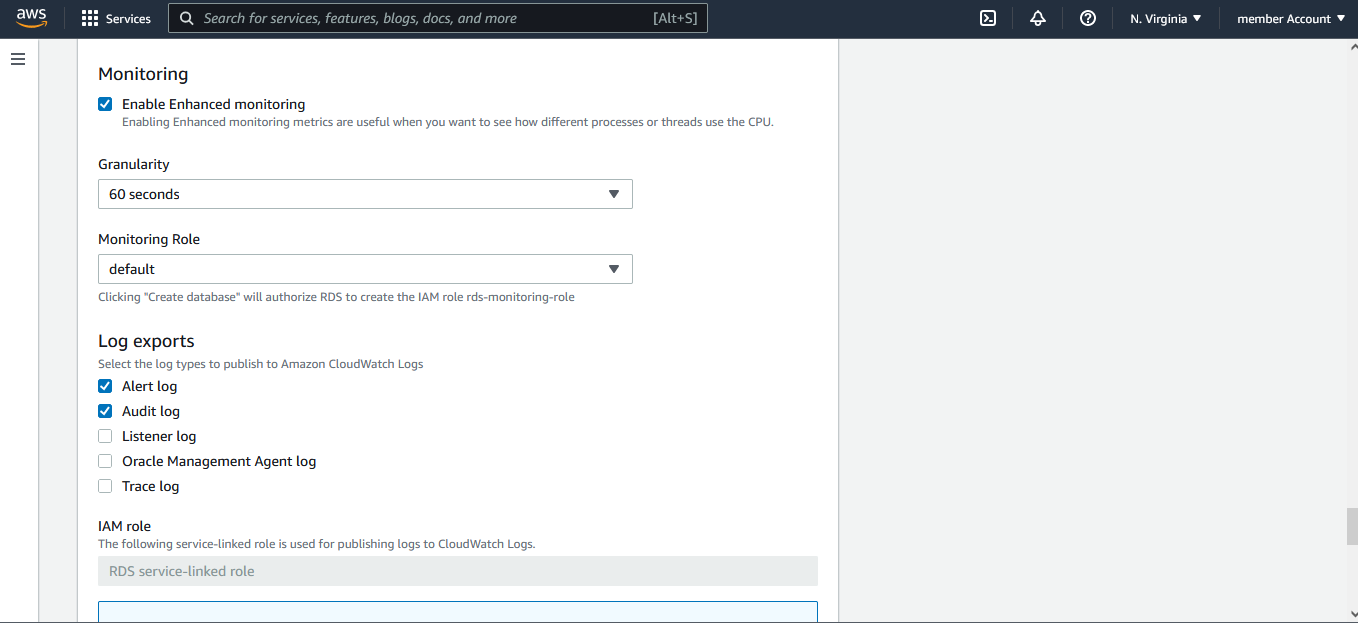 aws
Services
Search for services, features, blogs, docs, and more
[Alt+S]
N. Virginia
member Account
Monitoring
Enable Enhanced monitoring
Enabling Enhanced monitoring metrics are useful when you want to see how different processes or threads use the CPU.
Granularity
60 seconds
Monitoring Role
default
Clicking "Create database" will authorize RDS to create the IAM role rds-monitoring-role
Log exports
Select the log types to publish to Amazon CloudWatch Logs
Alert log
Audit log
Listener log
Oracle Management Agent log
Trace log
IAM role
The following service-linked role is used for publishing logs to CloudWatch Logs.
RDS service-linked role